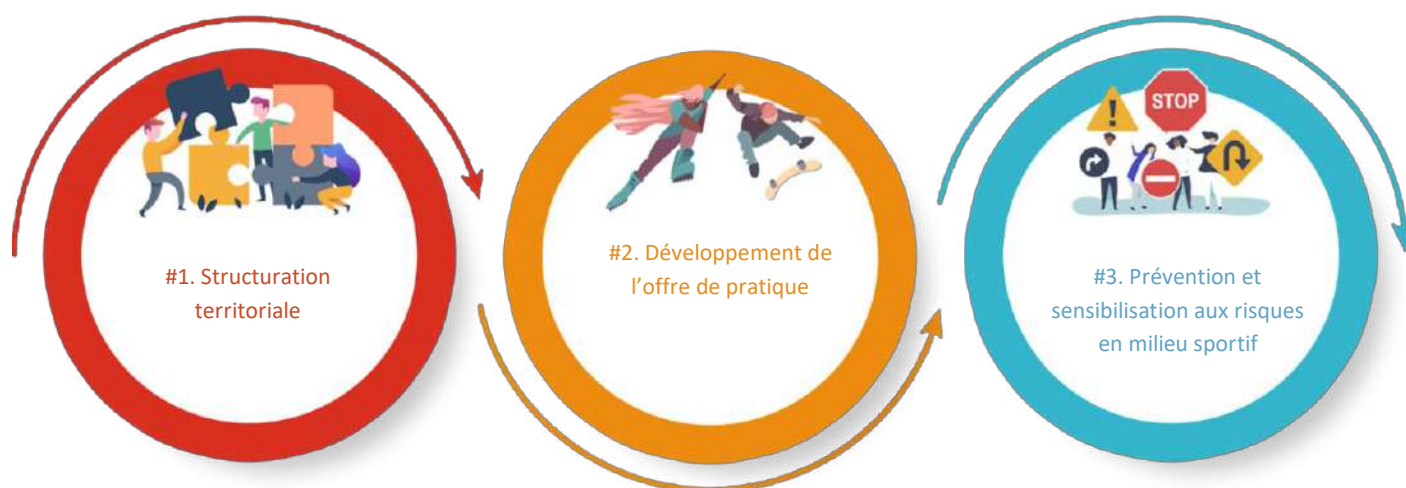 #1. Structuration
territoriale
#2. Développement de
l’offre de pratique
STOP
#3. Prévention et
sensibilisation aux risques
en milieu sportif